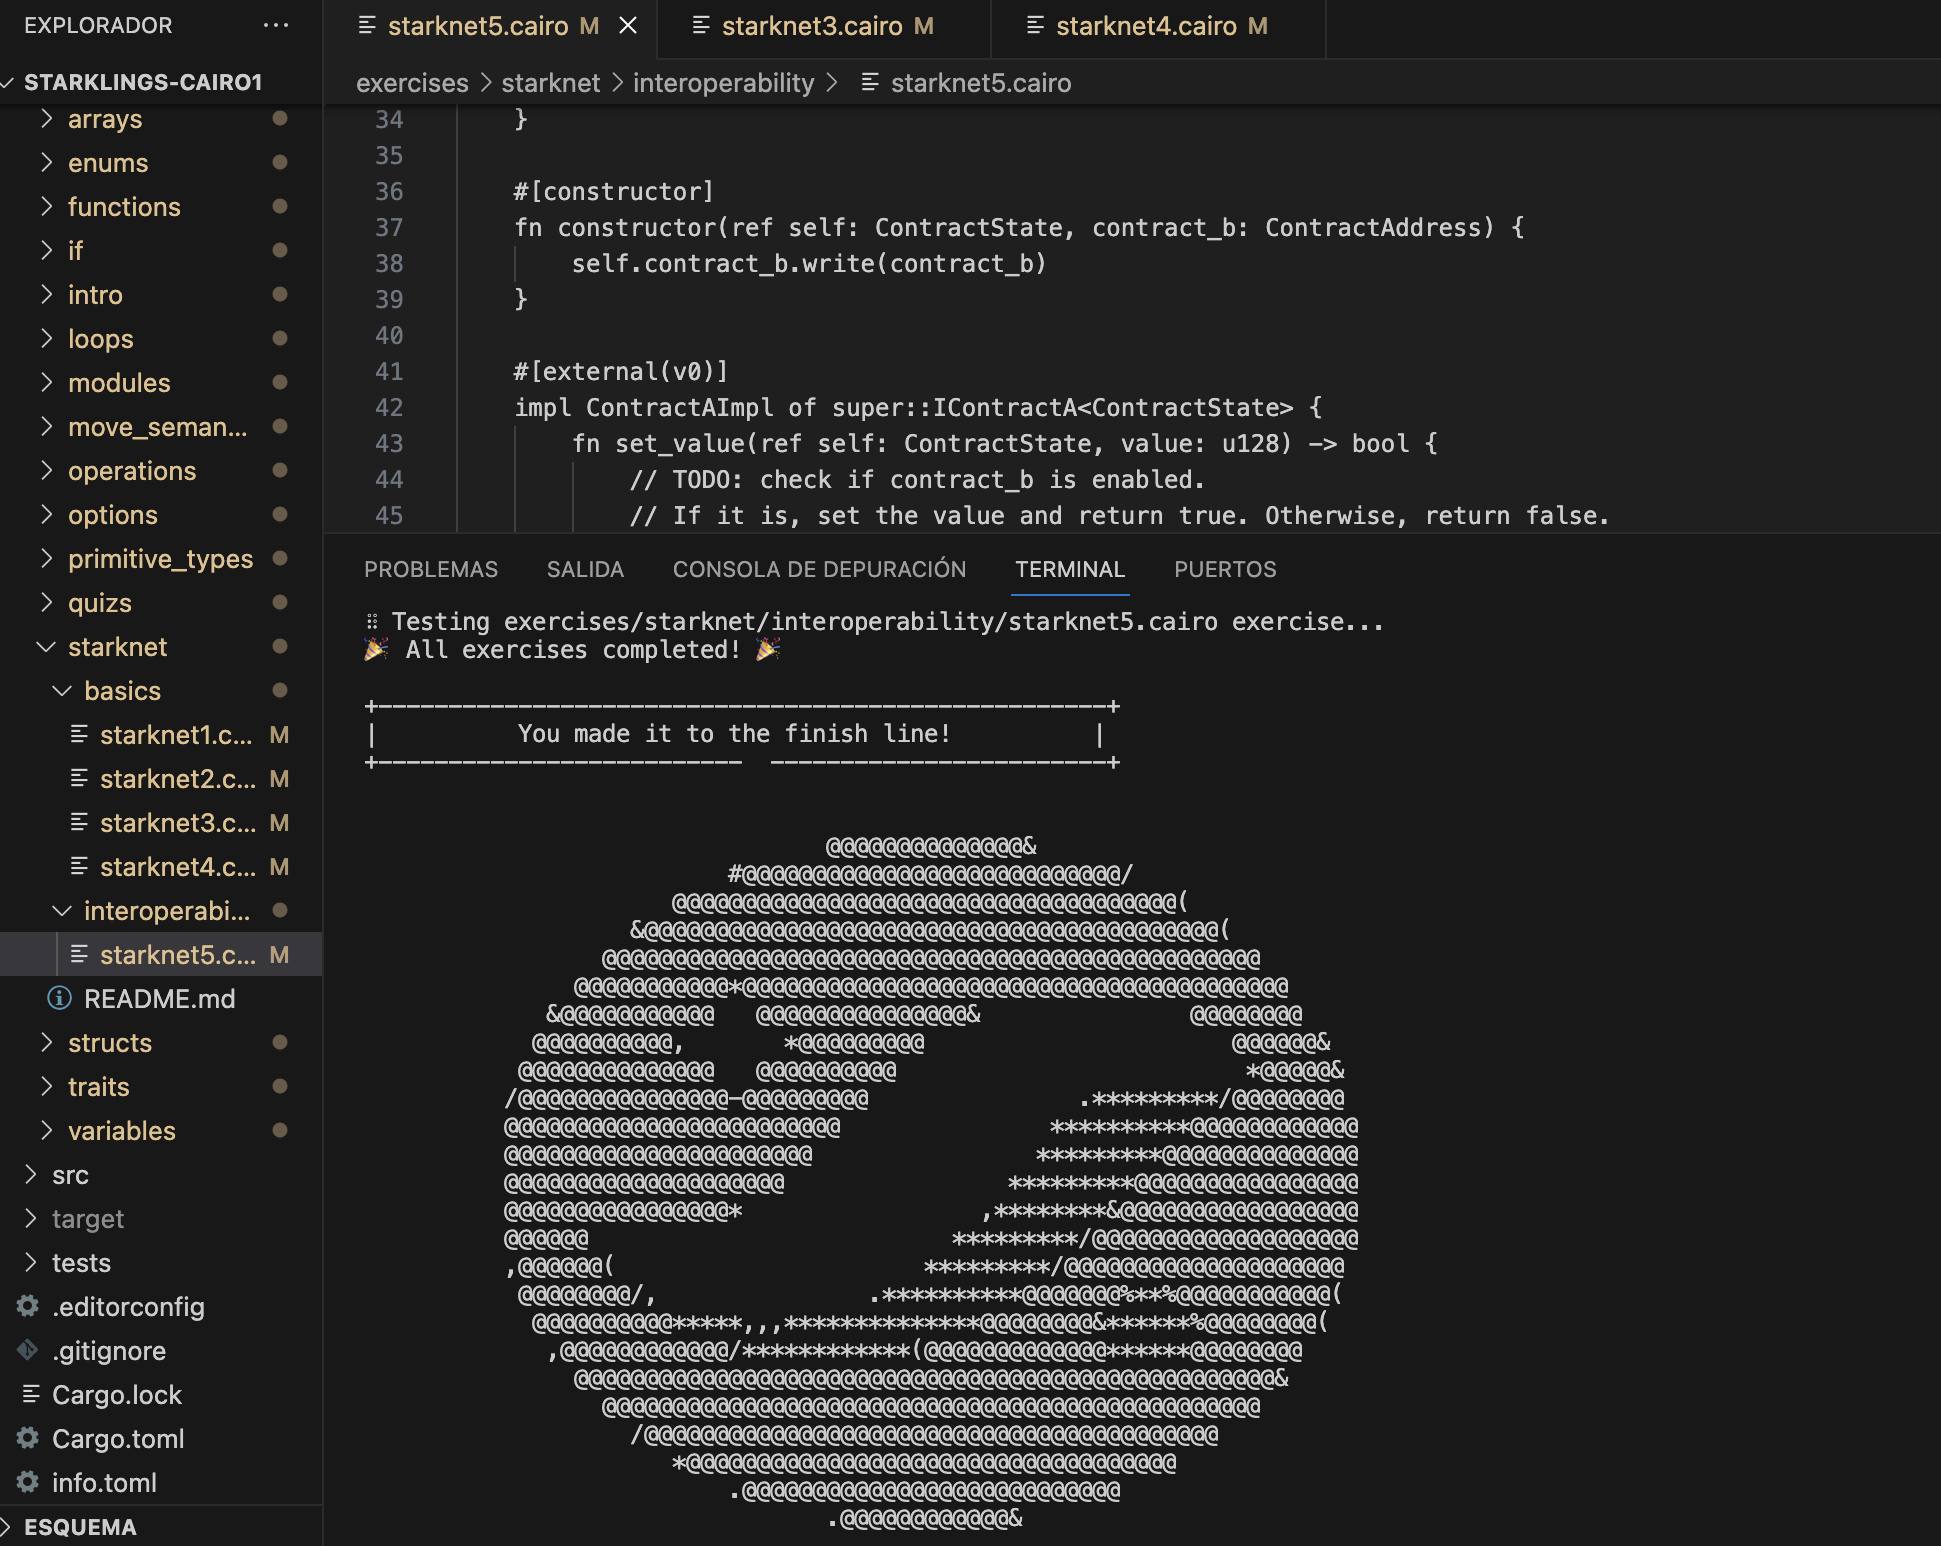 EXPLORADOR ···
STARKLINGS-CAIRO1
arrays
enums
functions
if
intro
loops
modules
move_seman...
operations
options
primitive_types
quizs
starknet
basics
starknet1.c... M
starknet2.c... M
starknet3.c... M
starknet4.c... M
interoperabi...
starknet5.c... M
README.md
structs
traits
variables
src
target
tests
.editorconfig
.gitignore
Cargo.lock
Cargo.toml
info.toml
ESQUEMA
starknet5.cairo M
starknet3.cairo M
starknet4.cairo M
exercises > starknet > interoperability > starknet5.cairo
34 }
35
36 #[constructor]
37 fn constructor(ref self: ContractState, contract_b: ContractAddress) {
38 self.contract_b.write(contract_b)
39 }
40
41 #[external(v0)]
42 impl ContractAImpl of super::IContractA<ContractState> {
43 fn set_value(ref self: ContractState, value: u128) -> bool {
44 // TODO: check if contract_b is enabled.
45 // If it is, set the value and return true. Otherwise, return false.
PROBLEMAS SALIDA CONSOLA DE DEPURACIÓN TERMINAL PUERTOS
Testing exercises/starknet/interoperability/starknet5.cairo exercise...
🎉 All exercises completed! 🎉
You made it to the finish line!